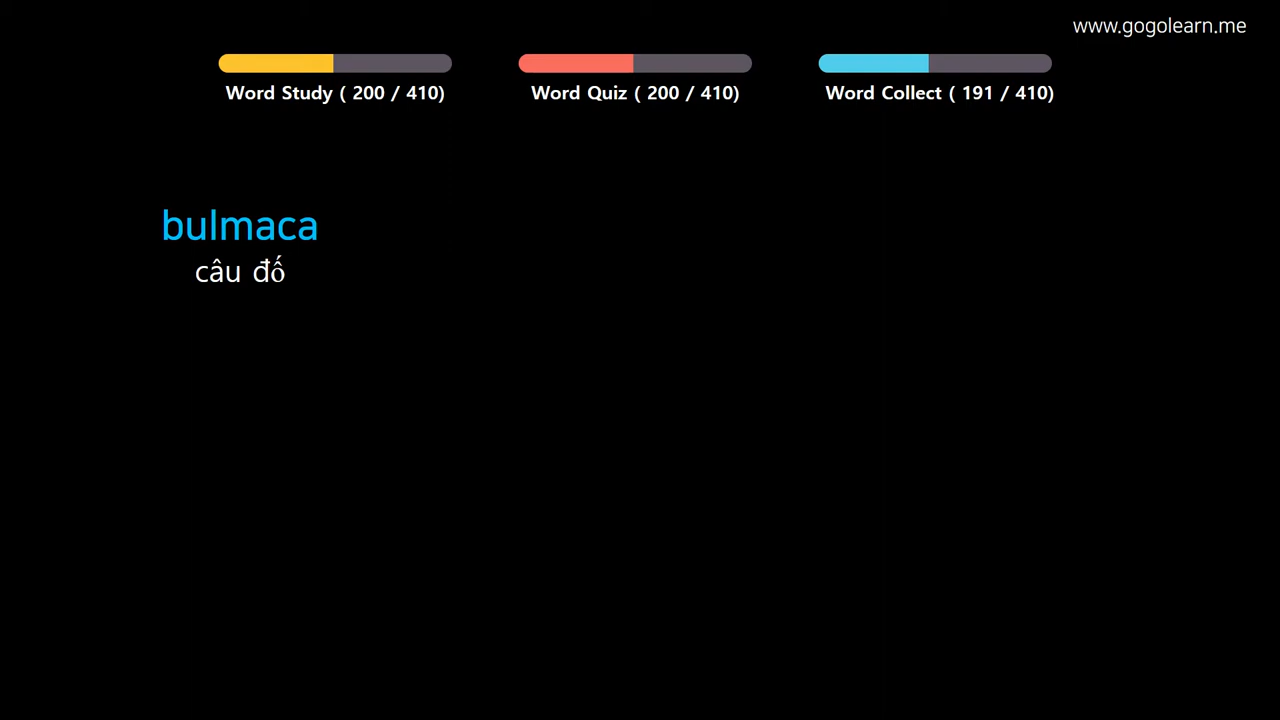 www.gogolearn.me
Word Study ( 200 / 410)
Word Quiz ( 200 / 410)
Word Collect ( 191 / 410)
bulmaca
câu đố